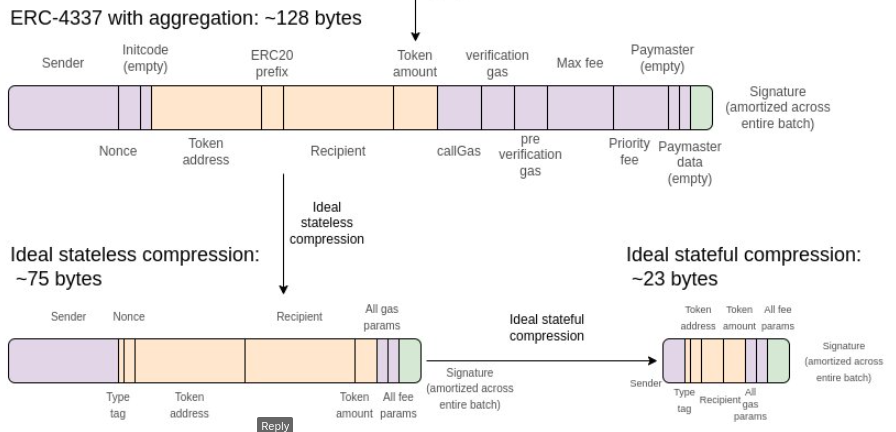 ERC-4337 with aggregation: ~128 bytes
Sender
Initcode
(empty)
ERC20
prefix
Token
amount
verification
gas
Max fee
Paymaster
(empty)
Signature
(amortized across
entire batch)
Nonce
Token
address
Recipient
callGas
pre
verification
gas
Priority
fee
Paymaster
data
(empty)
Ideal
stateless
compression
Ideal stateless compression:
~75 bytes
Sender
Nonce
Recipient
All gas
params
Type
tag
Token
address
Token
amount
All fee
params
Signature
(amortized across
entire batch)
Ideal stateful
compression
Ideal stateful compression:
~23 bytes
Token
address
Token
amount
All fee
params
Signature
(amortized across
entire batch)
Sender
Type
tag
Recipient
All
gas
params
Reply